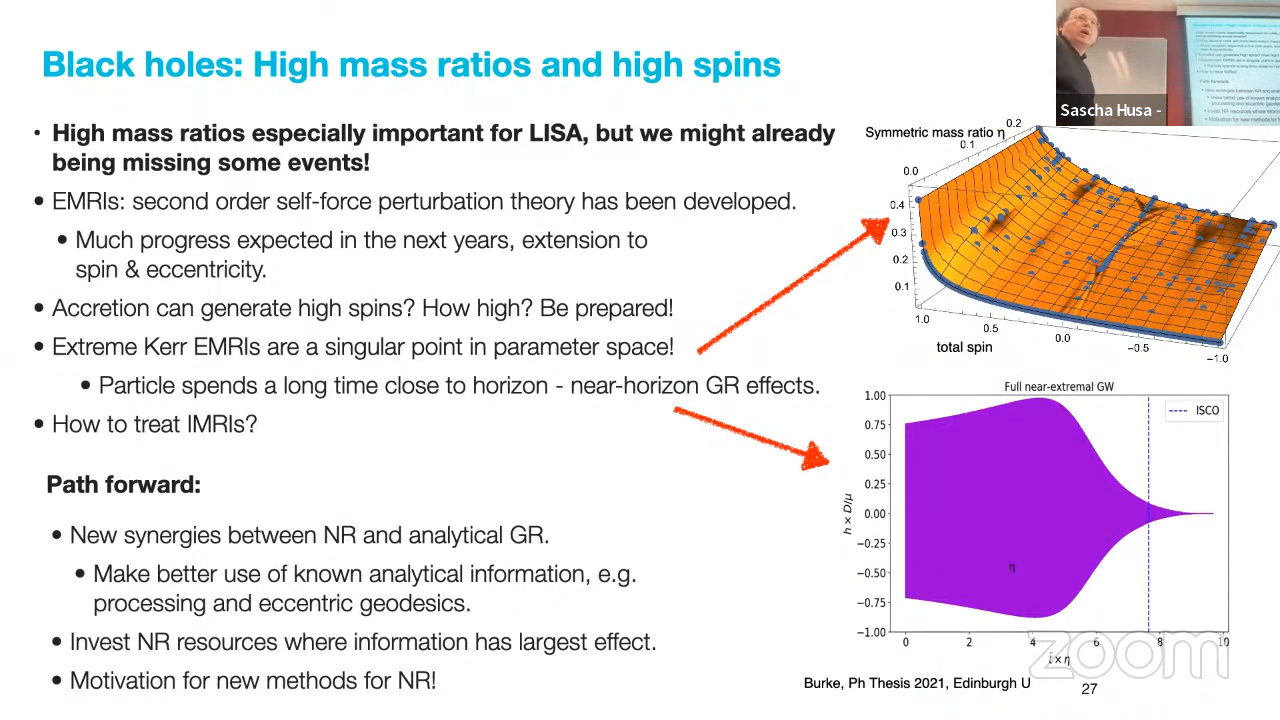 Black holes: High mass ratios and high spins
Sascha Husa -
• High mass ratios especially important for LISA, but we might already
being missing some events!
• EMRIs: second order self-force perturbation theory has been developed.
• Much progress expected in the next years, extension to
spin & eccentricity.
• Accretion can generate high spins? How high? Be prepared!
• Extreme Kerr EMRIs are a singular point in parameter space!
• Particle spends a long time close to horizon - near-horizon GR effects.
• How to treat IMRIs?
Path forward:
• New synergies between NR and analytical GR.
• Make better use of known analytical information, e.g.
processing and eccentric geodesics.
• Invest NR resources where information has largest effect.
• Motivation for new methods for NR!
Symmetric mass ratio η
0.2
0.1
0.0
0.4
0.3
0.2
0.1
1.0
0.5
0.0
-0.5
-1.0
total spin
Full near-extremal GW
ISCO
1.00
0.75
0.50
0.25
0.00
−0.25
−0.50
−0.75
−1.00
h × D/μ
η
0 2 4 6 8 10
t̃ × η
zoom
Burke, Ph Thesis 2021, Edinburgh U
27